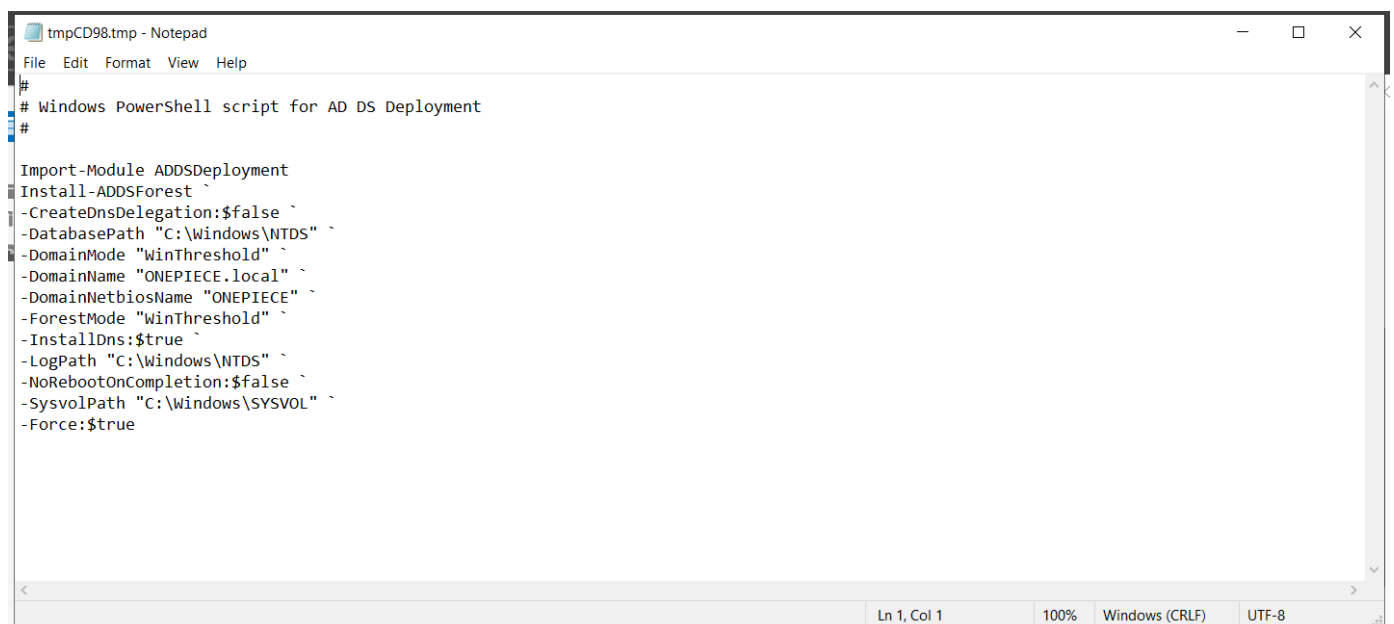 tmpCD98.tmp - Notepad
File Edit Format View Help
#
# Windows PowerShell script for AD DS Deployment
#
Import-Module ADDSDeployment
Install-ADDSForest `
-CreateDnsDelegation:$false `
-DatabasePath "C:\Windows\NTDS" `
-DomainMode "WinThreshold" `
-DomainName "ONEPIECE.local" `
-DomainNetbiosName "ONEPIECE" `
-ForestMode "WinThreshold" `
-InstallDns:$true `
-LogPath "C:\Windows\NTDS" `
-NoRebootOnCompletion:$false `
-SysvolPath "C:\Windows\SYSVOL" `
-Force:$true
Ln 1, Col 1 100% Windows (CRLF) UTF-8